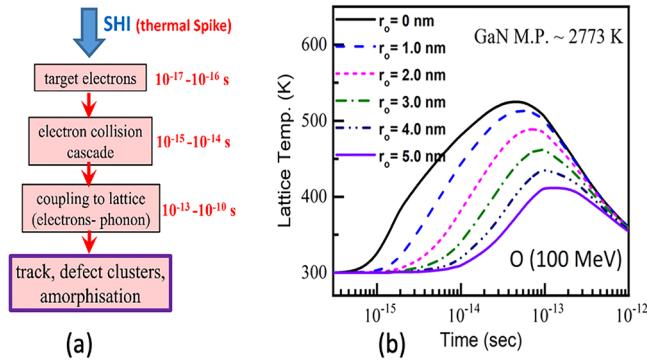 (a)
SHI (thermal Spike)
target electrons
10-17 -10-16 s
electron collision
cascade
10-15 -10-14 s
coupling to lattice
(electrons- phonon)
10-13 -10-10 s
track, defect clusters,
amorphisation
(a)
(b)
Lattice Temp. (K)
600
500
400
300
r₀ = 0 nm
r₀ = 1.0 nm
r₀ = 2.0 nm
r₀ = 3.0 nm
r₀ = 4.0 nm
r₀ = 5.0 nm
GaN M.P. ~ 2773 K
O (100 MeV)
10-15
10-14
10-13
10-12
Time (sec)
(b)